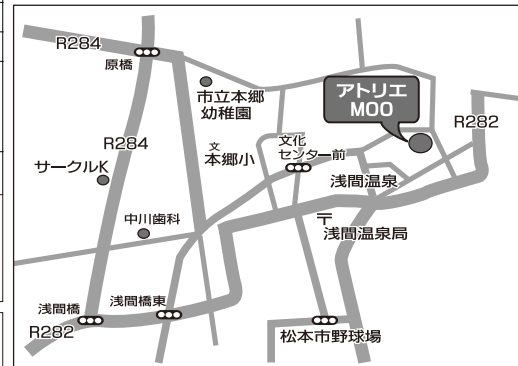 R284
原橋
市立本郷
幼稚園
アトリエ
MOO
R282
R284
文
本郷小
文化
センター前
サークルK
浅間温泉
中川歯科
〒
浅間温泉局
浅間橋
浅間橋東
R282
松本市野球場